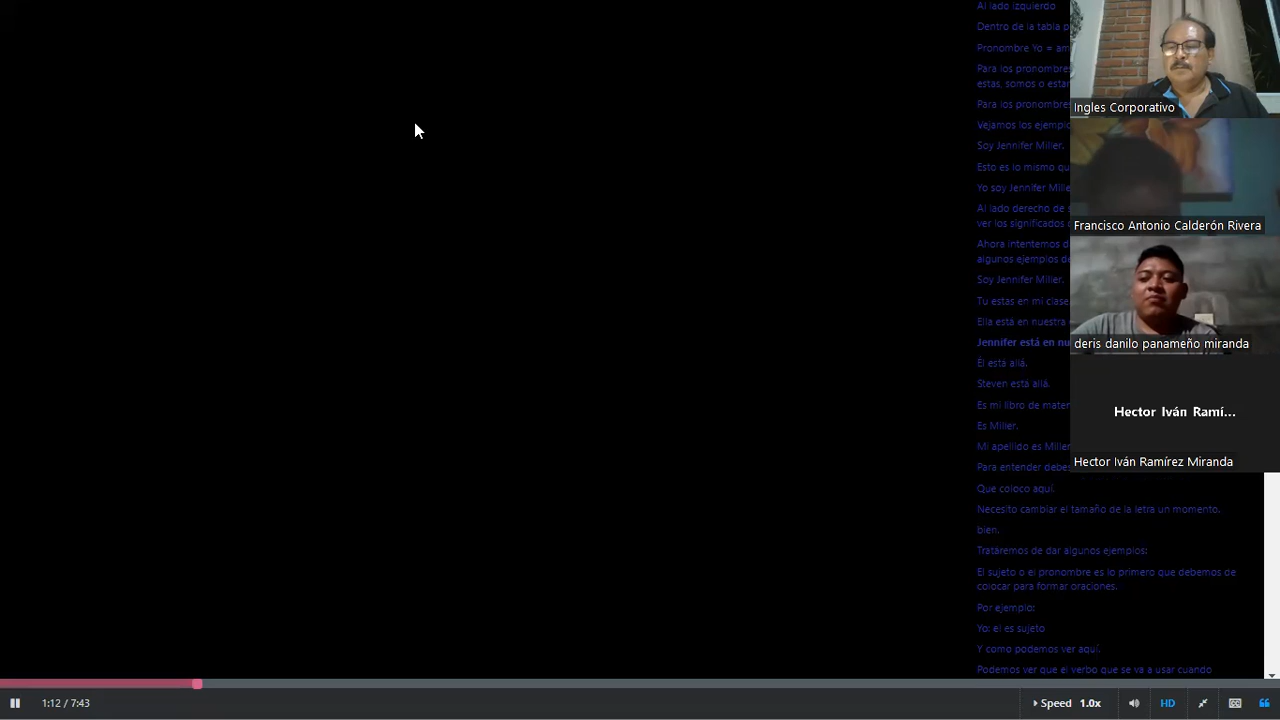 Al lado izquierdo
Dentro de la tabla p
Pronombre Yo = am
Para los pronombres
estas, somos o estar
Para los pronombres
Vejamos los ejemplo
Soy Jennifer Miller.
Esto es lo mismo qu
Yo soy Jennifer Mille
Al lado derecho de s
ver los significados
Ahora intentemos d
algunos ejemplos de
Soy Jennifer Miller.
Tu estas en mi clase
Ella está en nuestra
Jennifer está en nu
Él está allá.
Steven está allá.
Es mi libro de mater
Es Miller.
Mi apellido es Miller
Para entender debes
Que coloco aquí.
Necesito cambiar el tamaño de la letra un momento.
bien.
Trataremos de dar algunos ejemplos:
El sujeto o el pronombre es lo primero que debemos de
colocar para formar oraciones.
Por ejemplo:
Yo: el es sujeto
Y como podemos ver aquí.
Podemos ver que el verbo que se va a usar cuando
Ingles Corporativo
Francisco Antonio Calderón Rivera
deris danilo panameño miranda
Hector Iván Ramí...
Hector Iván Ramírez Miranda
1:12 / 7:43
Speed 1.0x
HD